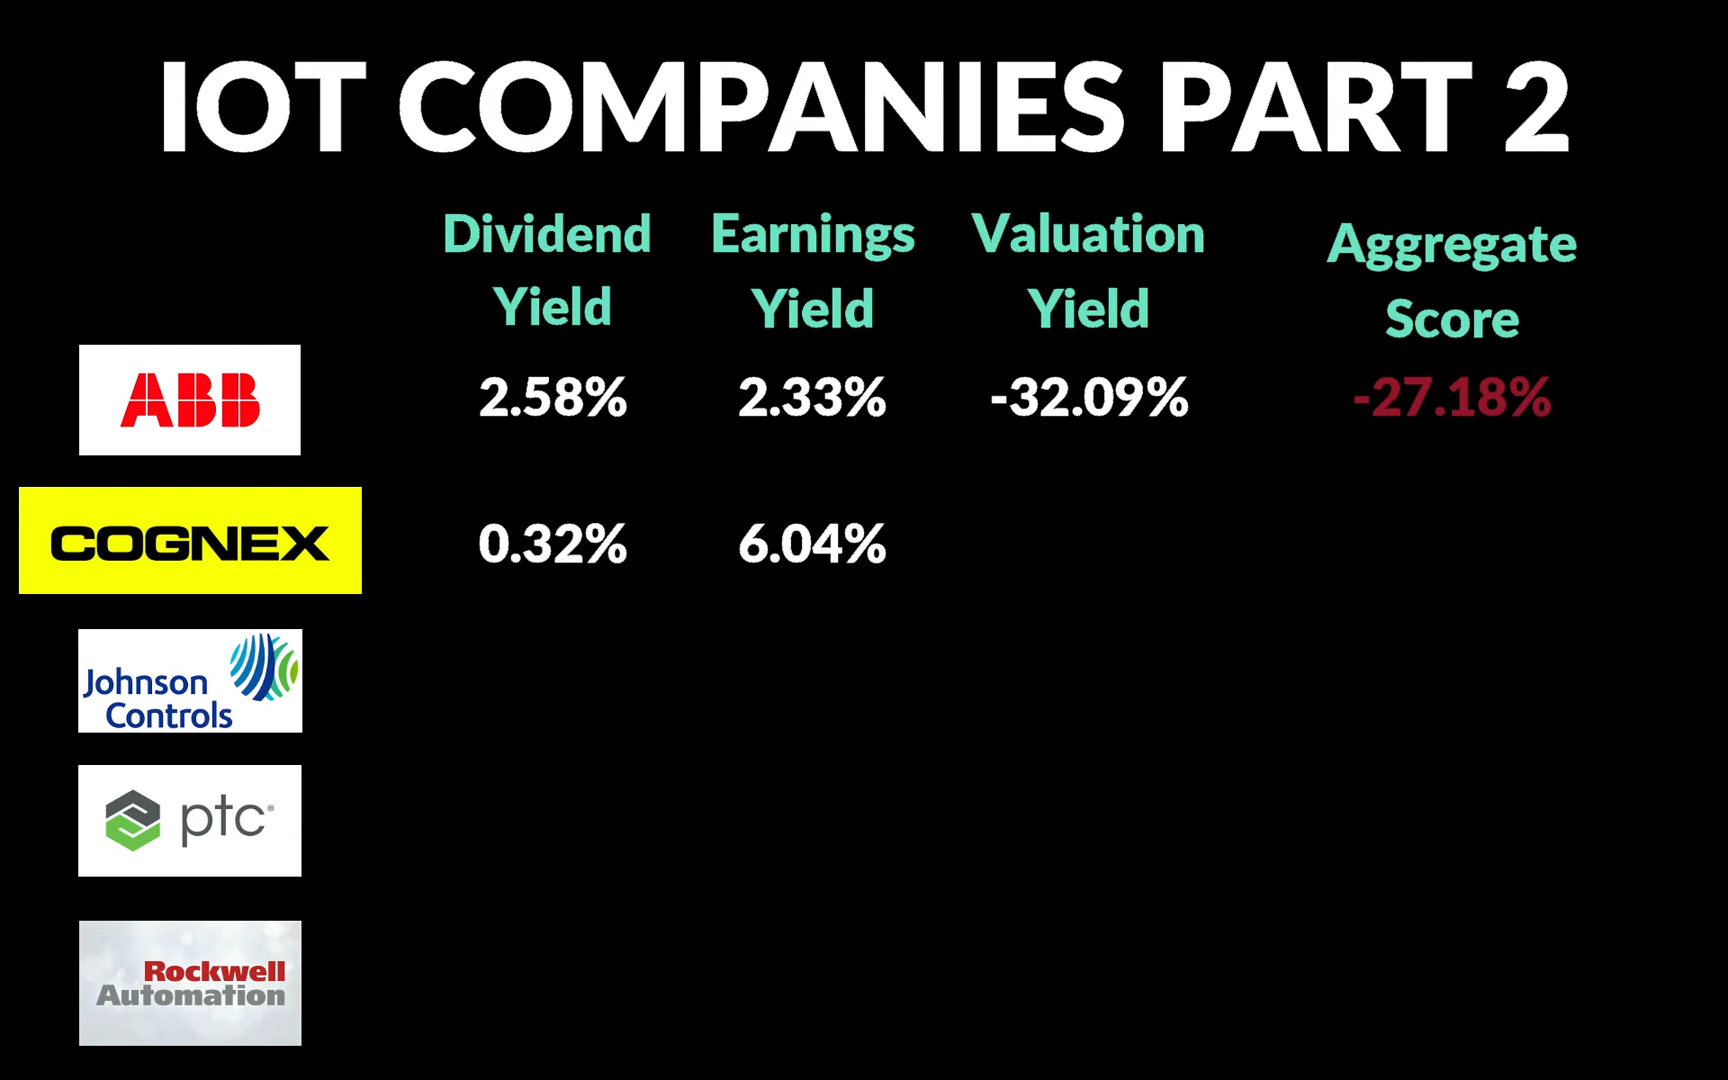 IOT COMPANIES PART 2
Dividend Yield
Earnings Yield
Valuation Yield
Aggregate Score
ABB
2.58% 2.33% -32.09% -27.18%
COGNEX
0.32% 6.04%
Johnson
Controls
ptc®
Rockwell
Automation